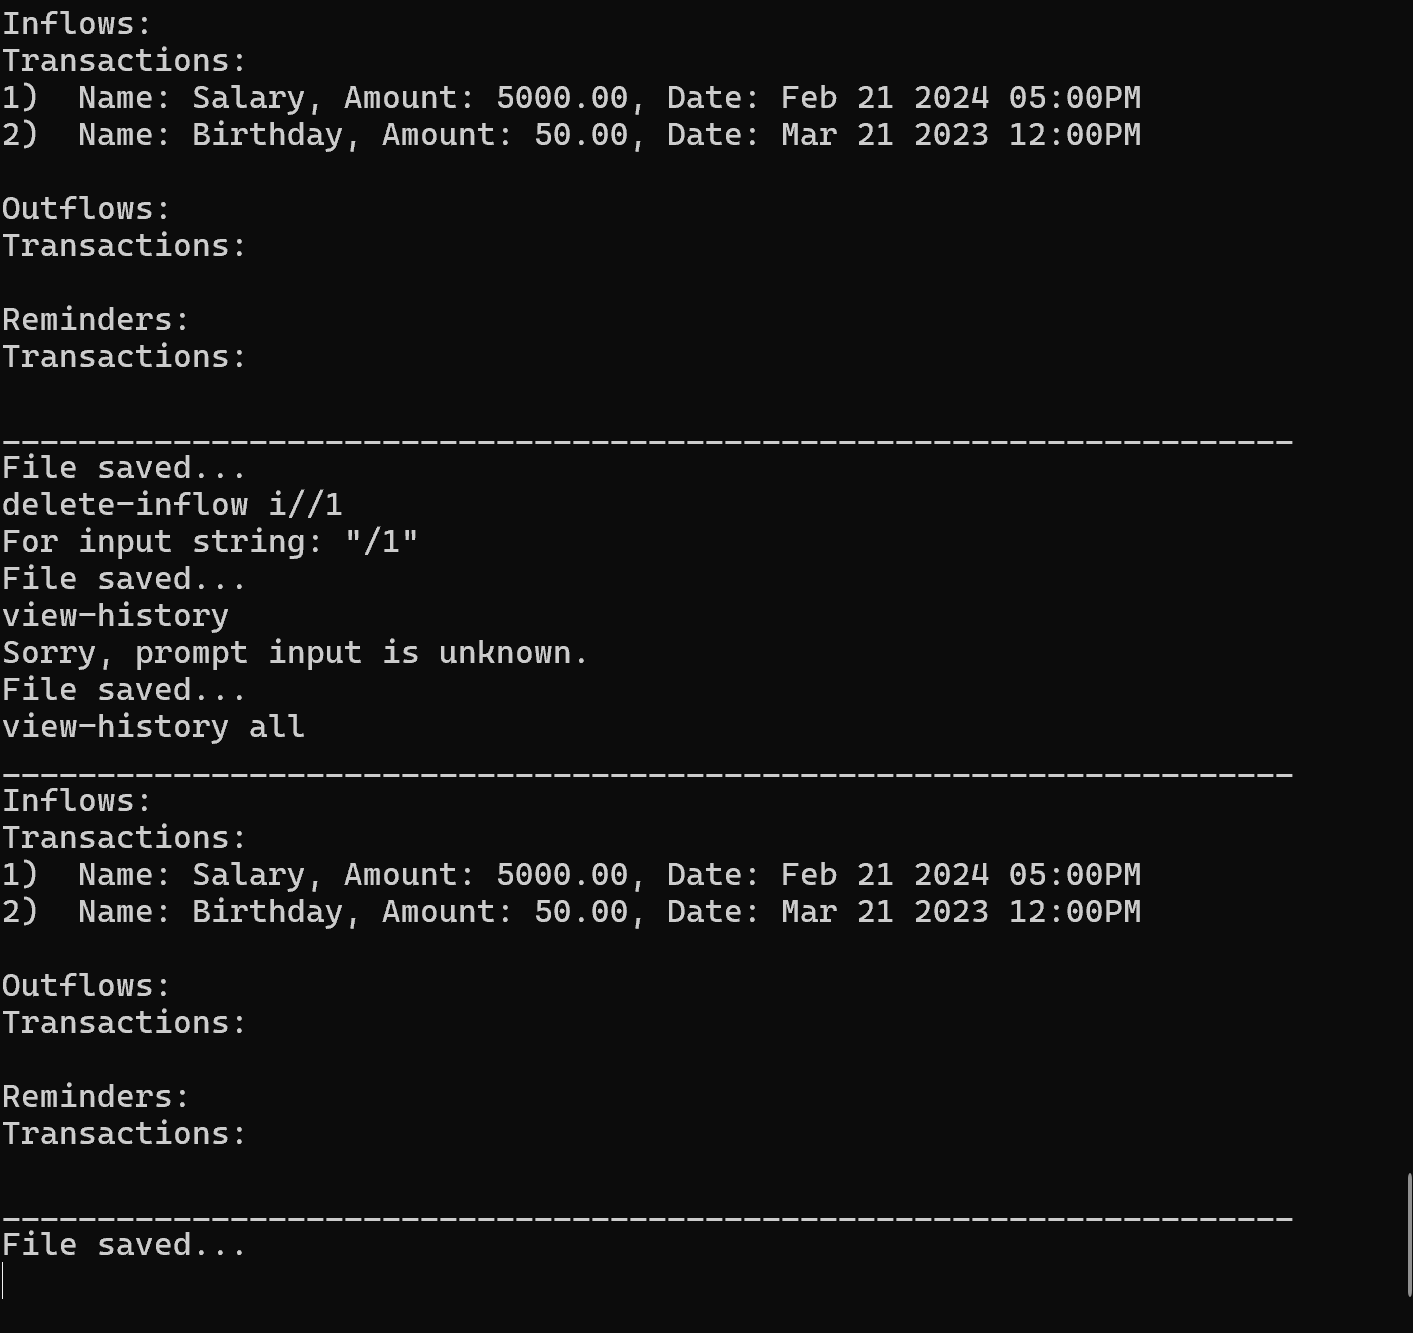 Inflows:
Transactions:
1)  Name: Salary, Amount: 5000.00, Date: Feb 21 2024 05:00PM
2)  Name: Birthday, Amount: 50.00, Date: Mar 21 2023 12:00PM
Outflows:
Transactions:
Reminders:
Transactions:
____________________________________________________________________
File saved...
delete-inflow i//1
For input string: "/1"
File saved...
view-history
Sorry, prompt input is unknown.
File saved...
view-history all
____________________________________________________________________
Inflows:
Transactions:
1)  Name: Salary, Amount: 5000.00, Date: Feb 21 2024 05:00PM
2)  Name: Birthday, Amount: 50.00, Date: Mar 21 2023 12:00PM
Outflows:
Transactions:
Reminders:
Transactions:
____________________________________________________________________
File saved...